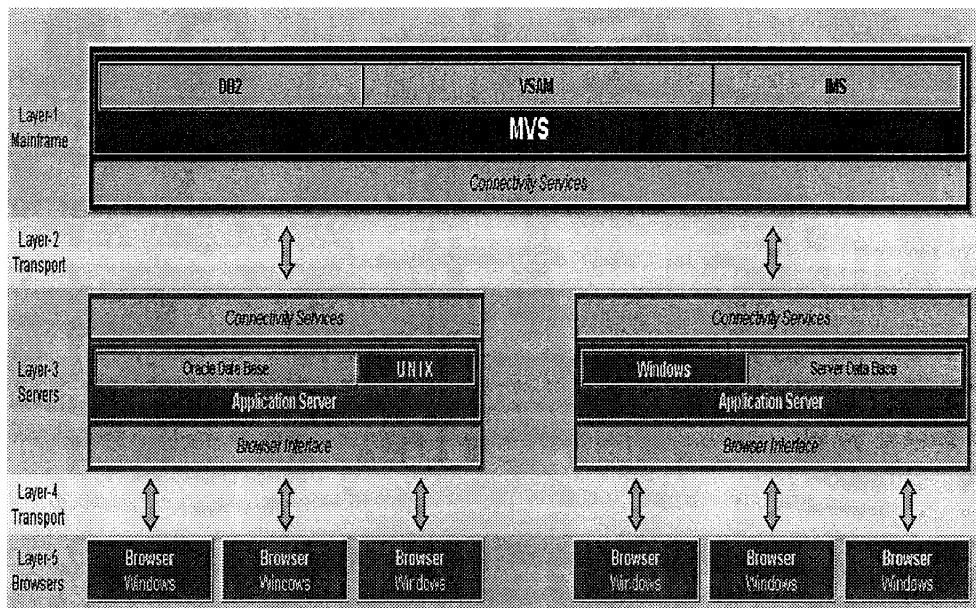 DB2 VSAM IMS
Layer-1
Mainframe
MVS
Connectivity Services
Layer-2
Transport
Connectivity Services Connectivity Services
Layer-3
Servers
Oracle Data Base UNIX Windows Server Data Base
Application Server Application Server
Browser Interface Browser Interface
Layer-4
Transport
Layer-5
Browsers
Browser Browser Browser Browser Browser Browser
Windows Windows Windows Windows Windows Windows